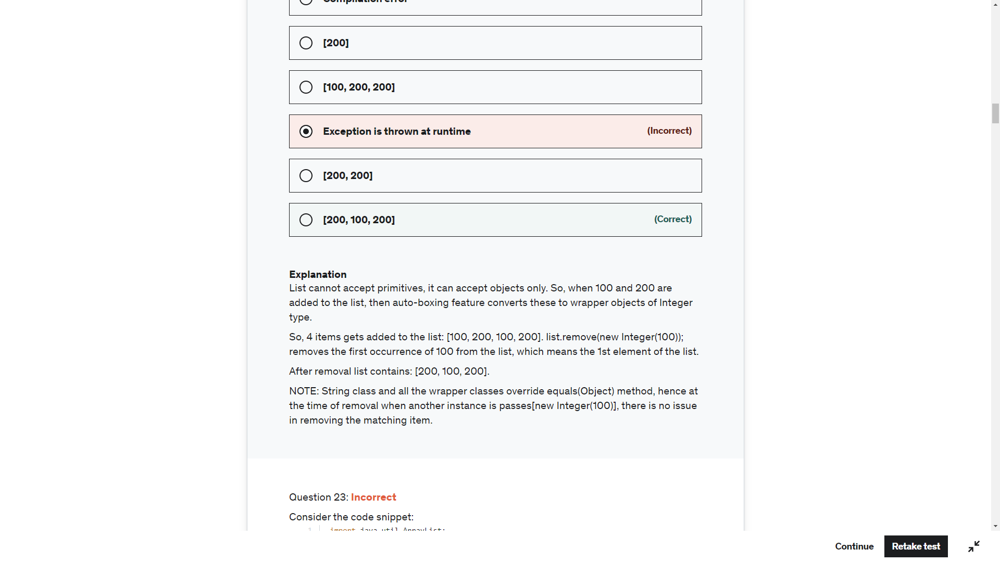 Compilation error
[200]
[100, 200, 200]
Exception is thrown at runtime (Incorrect)
[200, 200]
[200, 100, 200] (Correct)
Explanation
List cannot accept primitives, it can accept objects only. So, when 100 and 200 are
added to the list, then auto-boxing feature converts these to wrapper objects of Integer
type.
So, 4 items gets added to the list: [100, 200, 100, 200]. list.remove(new Integer(100));
removes the first occurrence of 100 from the list, which means the 1st element of the list.
After removal list contains: [200, 100, 200].
NOTE: String class and all the wrapper classes override equals(Object) method, hence at
the time of removal when another instance is passes[new Integer(100)], there is no issue
in removing the matching item.
Question 23: Incorrect
Consider the code snippet:
1 import java.util.ArrayList;
Continue Retake test